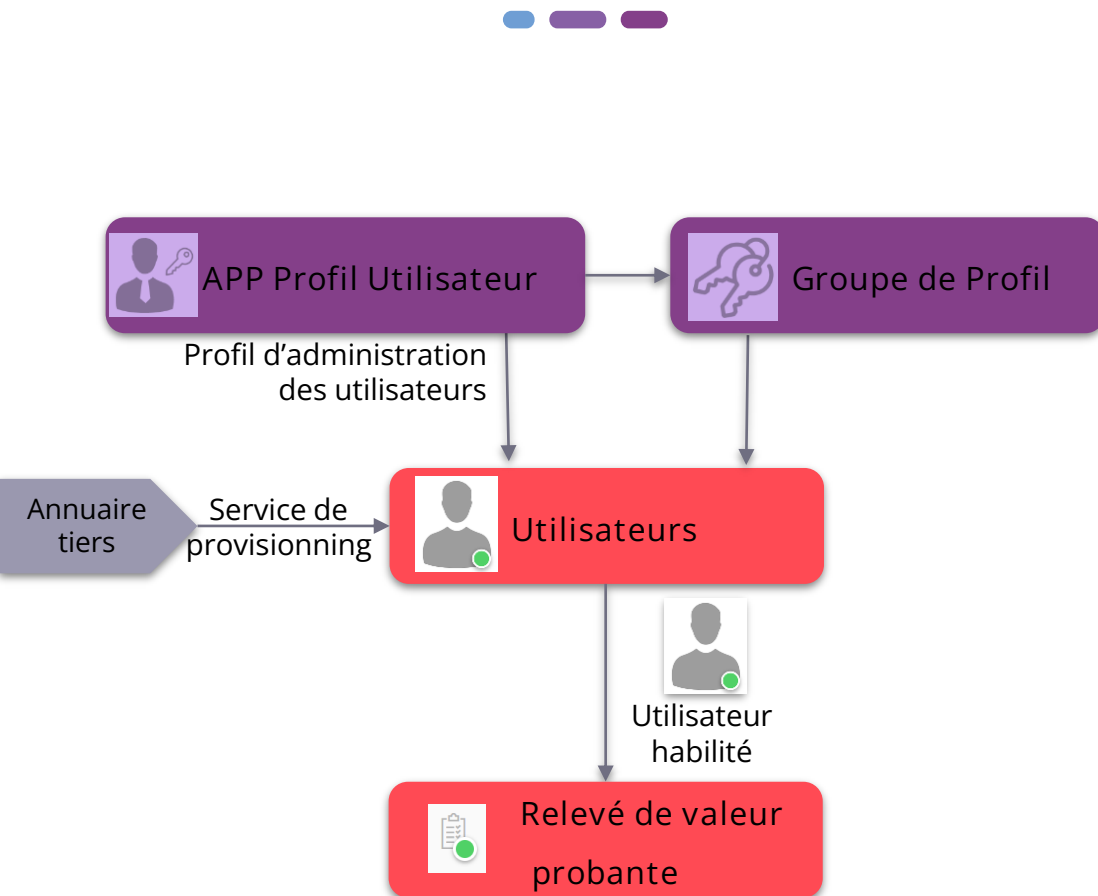 APP Profil Utilisateur
Groupe de Profil
Profil d’administration
des utilisateurs
Annuaire
tiers
Service de
provisionning
Utilisateurs
Utilisateur
habilité
Relevé de valeur
probante